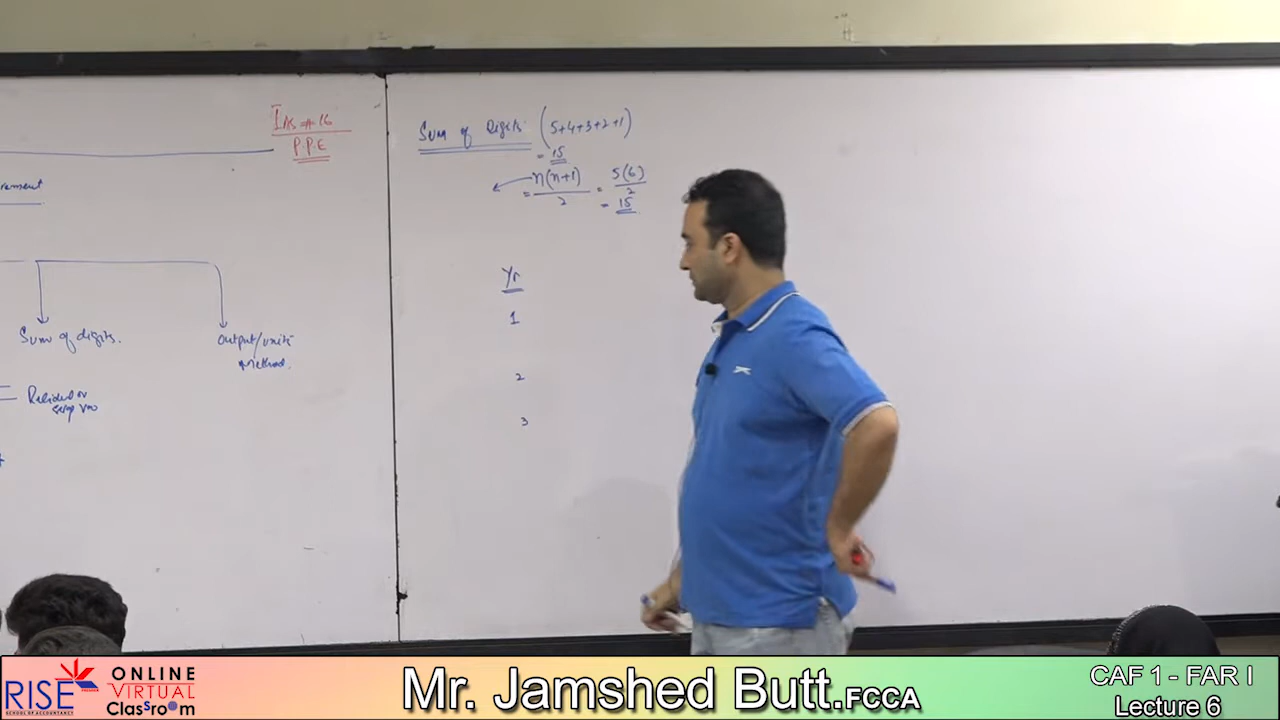 IAS # 16
P.P.E
rement
Sum of digits.
Output/units
Method.
Residual or
scrap
Sum of Digits (5+4+3+2+1)
= 15
= n(n+1)/2 = 5(6)/2
= 15
Yr
1
2
3
RISE
SCHOOL OF ACCOUNTANCY
ONLINE
VIRTUAL
Classroom
Mr. Jamshed Butt.FCCA
CAF 1 - FAR I
Lecture 6